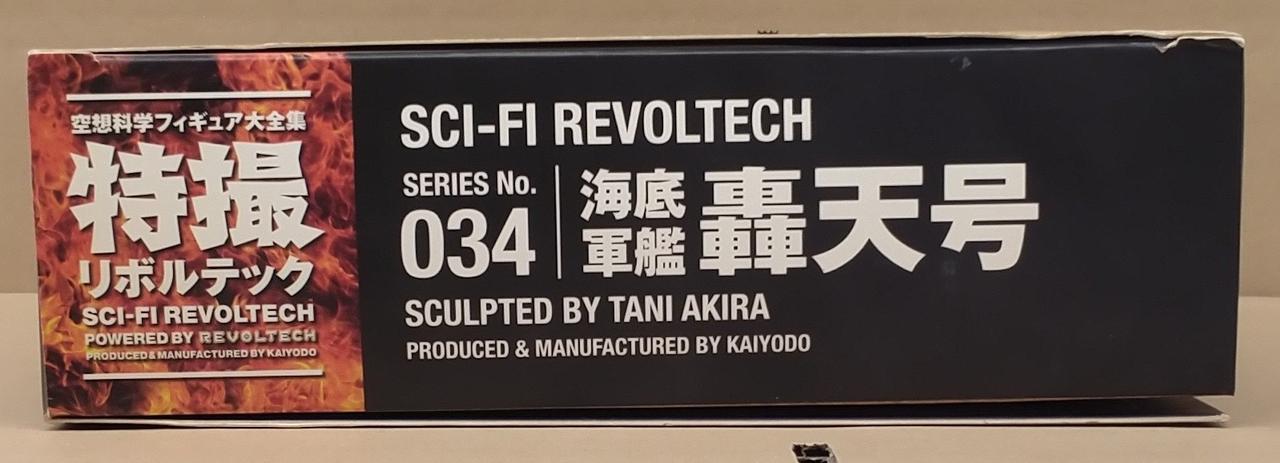 空想科学フィギュア大全集
特撮
リボルテック
SCI-FI REVOLTECH
POWERED BY REVOLTECH
PRODUCED & MANUFACTURED BY KAIYODO
SCI-FI REVOLTECH
SERIES No.
034
海底
軍艦
轟天号
SCULPTED BY TANI AKIRA
PRODUCED & MANUFACTURED BY KAIYODO